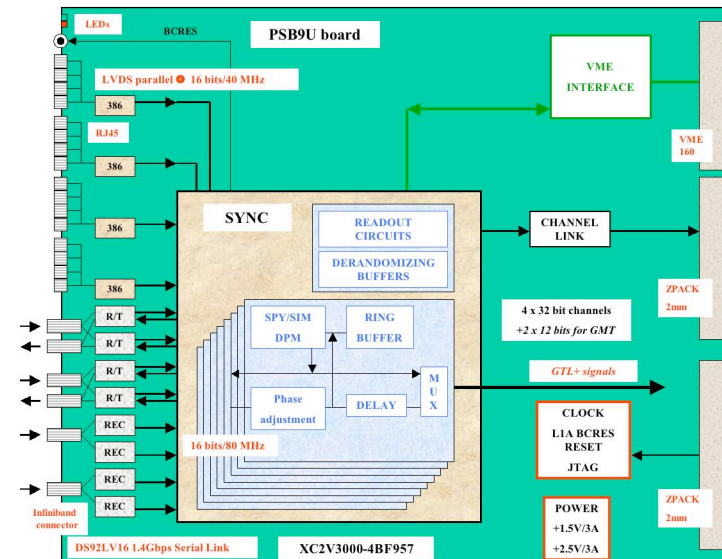 LEDs
BCRES
PSB9U board
LVDS parallel @ 16 bits/40 MHz
VME
INTERFACE
386
RJ45
386
VME
160
SYNC
READOUT
CIRCUITS
DERANDOMIZING
BUFFERS
386
CHANNEL
LINK
386
ZPACK
2mm
R/T
R/T
R/T
R/T
SPY/SIM
DPM
RING
BUFFER
4 x 32 bit channels
+2 x 12 bits for GMT
GTL+ signals
Phase
adjustment
DELAY
M
U
X
REC
REC
REC
REC
16 bits/80 MHz
CLOCK
L1A BCRES
RESET
JTAG
Infiniband
connector
ZPACK
2mm
POWER
+1.5V/3A
+2.5V/3A
DS92LV16 1.4Gbps Serial Link
XC2V3000-4BF957